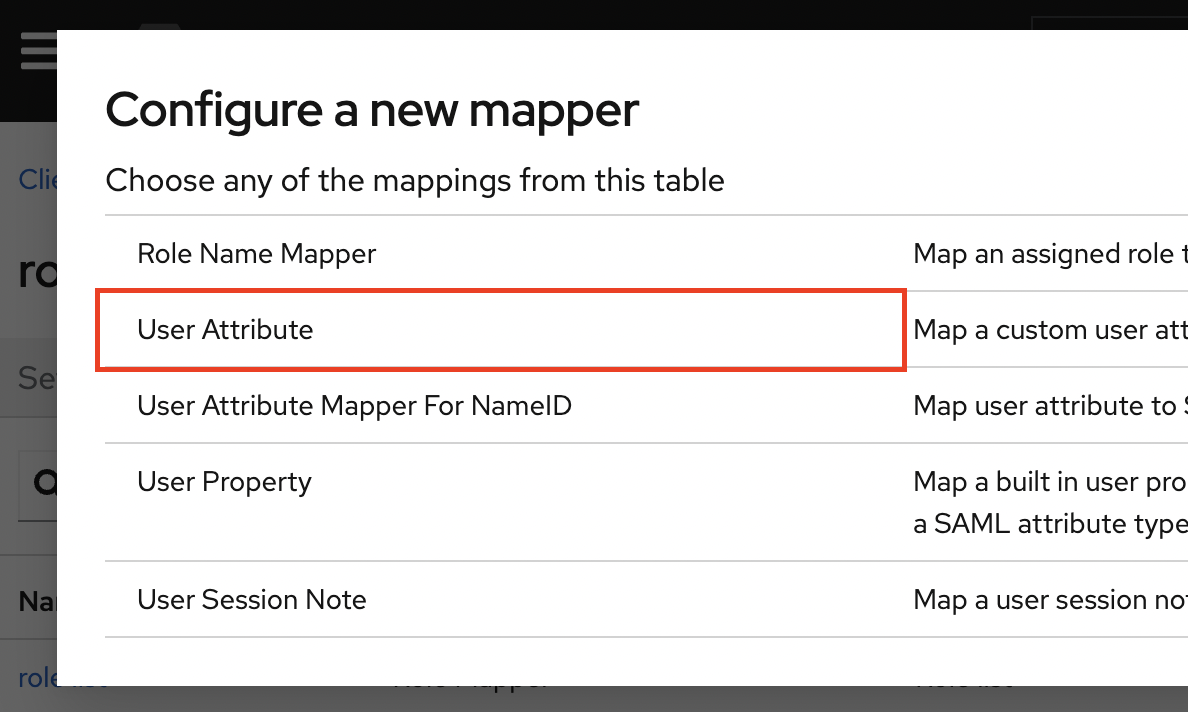 Configure a new mapper
Choose any of the mappings from this table
Clie
ro
Role Name Mapper Map an assigned role t
User Attribute Map a custom user att
Se
User Attribute Mapper For NameID Map user attribute to S
User Property Map a built in user pro
a SAML attribute type
User Session Note Map a user session not
Nar
role list